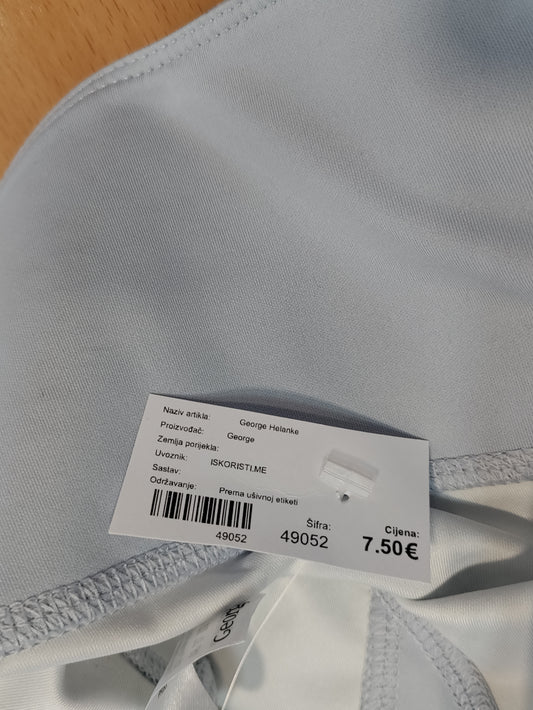 Naziv artikla: George Helanke
Proizvođač: George
Zemlja porijekla:
Uvoznik: ISKORISTI.ME
Sastav:
Održavanje: Prema ušivnoj etiketi
49052
Šifra:
49052
Cijena:
7.50€
George